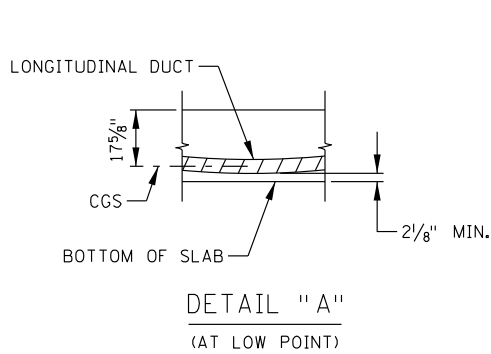 LONGITUDINAL DUCT
17⅝"
CGS
2⅛" MIN.
BOTTOM OF SLAB
DETAIL "A"
(AT LOW POINT)